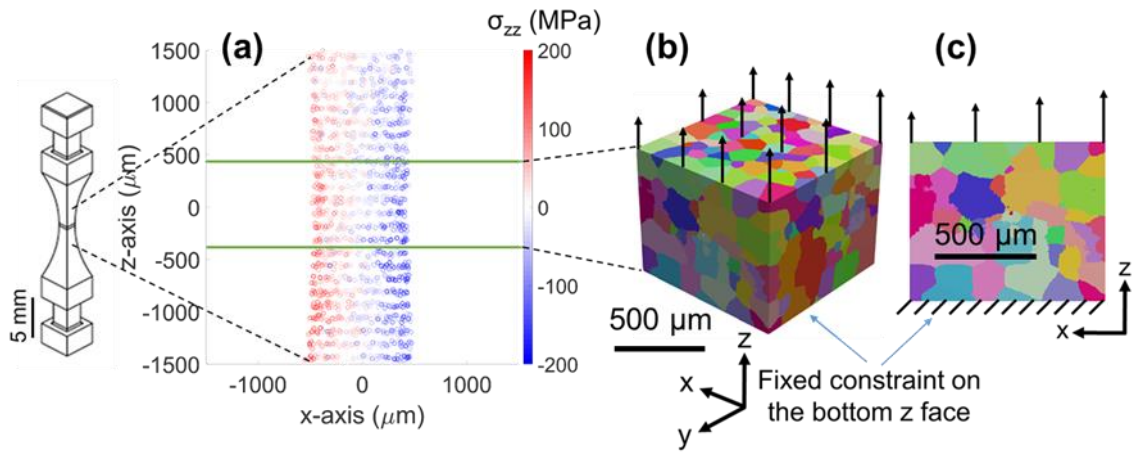 σzz (MPa)
(a)
(b)
(c)
1500
1000
500
0
-500
-1000
-1500
z-axis (μm)
-1000
0
1000
x-axis (μm)
200
100
0
-100
-200
5 mm
500 μm
z
x
y
500 μm
z
x
Fixed constraint on
the bottom z face